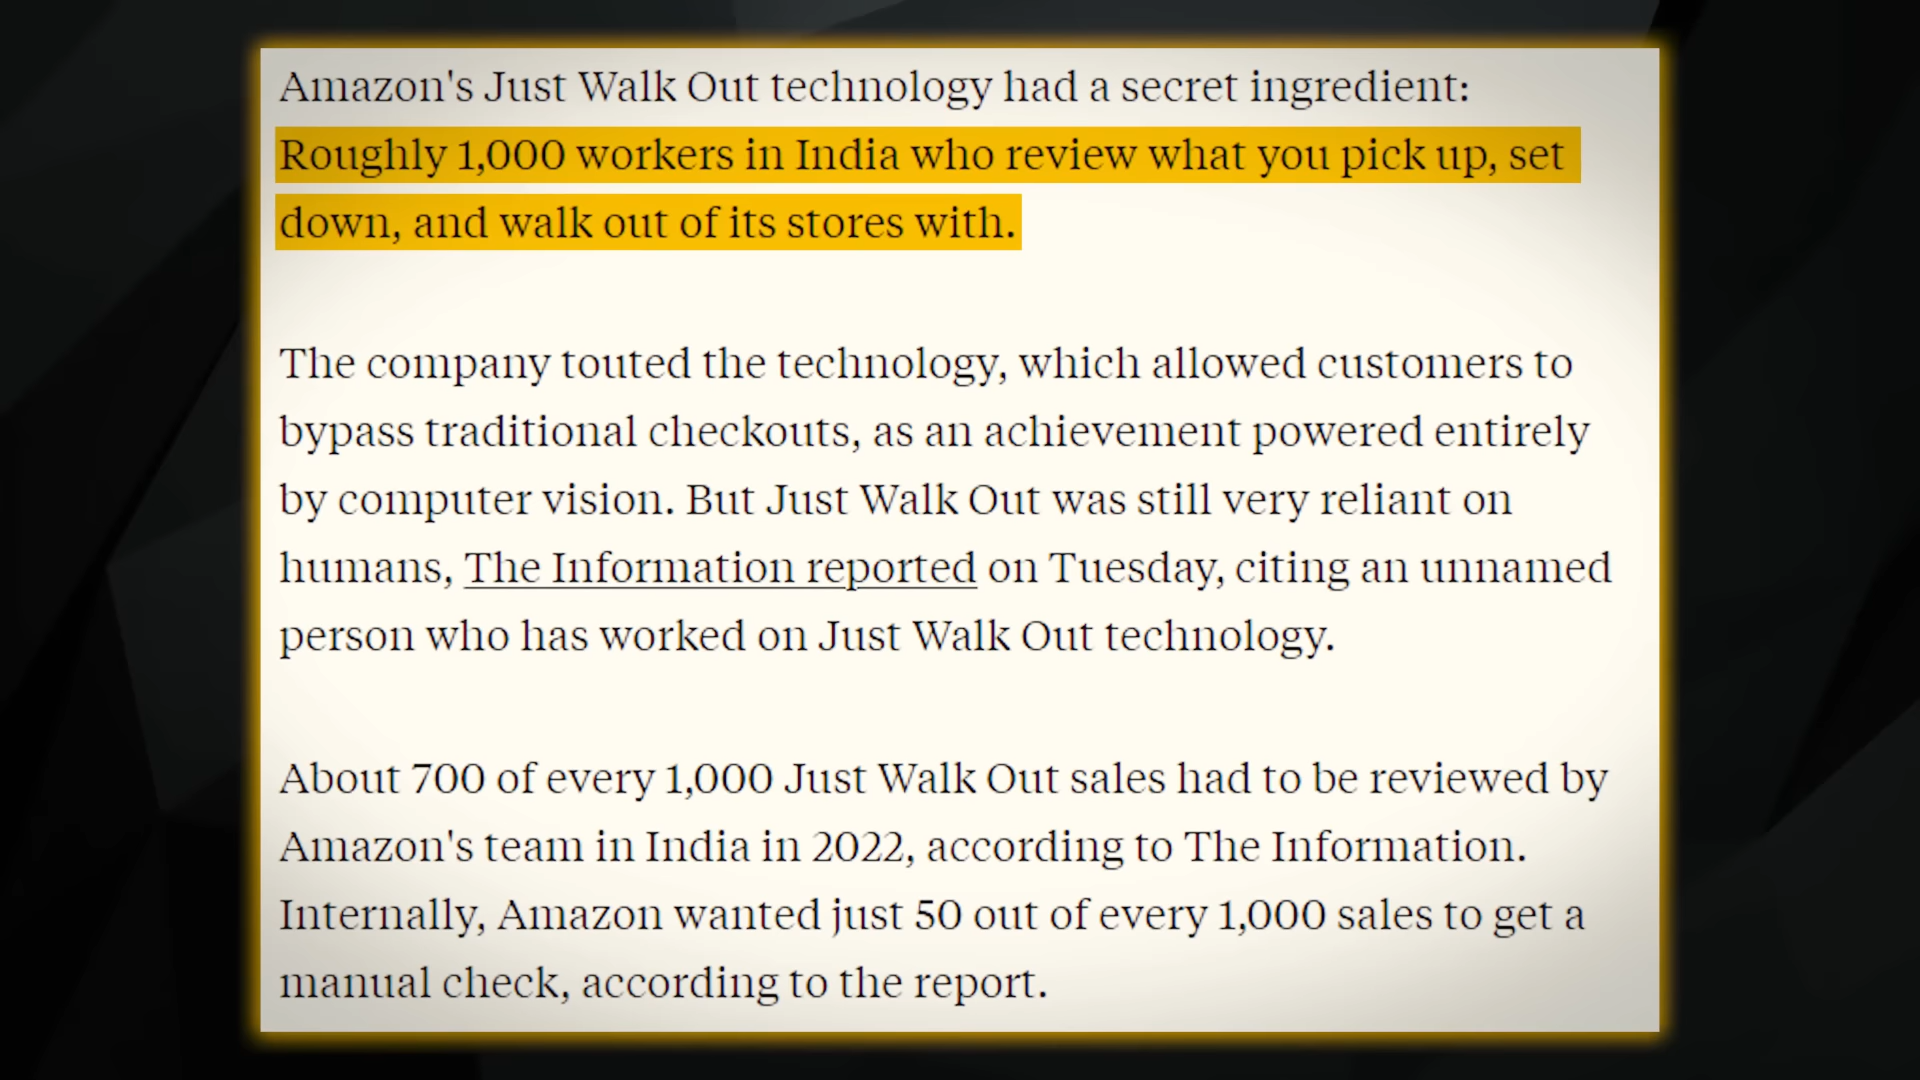 Amazon's Just Walk Out technology had a secret ingredient:
Roughly 1,000 workers in India who review what you pick up, set
down, and walk out of its stores with.
The company touted the technology, which allowed customers to
bypass traditional checkouts, as an achievement powered entirely
by computer vision. But Just Walk Out was still very reliant on
humans, The Information reported on Tuesday, citing an unnamed
person who has worked on Just Walk Out technology.
About 700 of every 1,000 Just Walk Out sales had to be reviewed by
Amazon's team in India in 2022, according to The Information.
Internally, Amazon wanted just 50 out of every 1,000 sales to get a
manual check, according to the report.